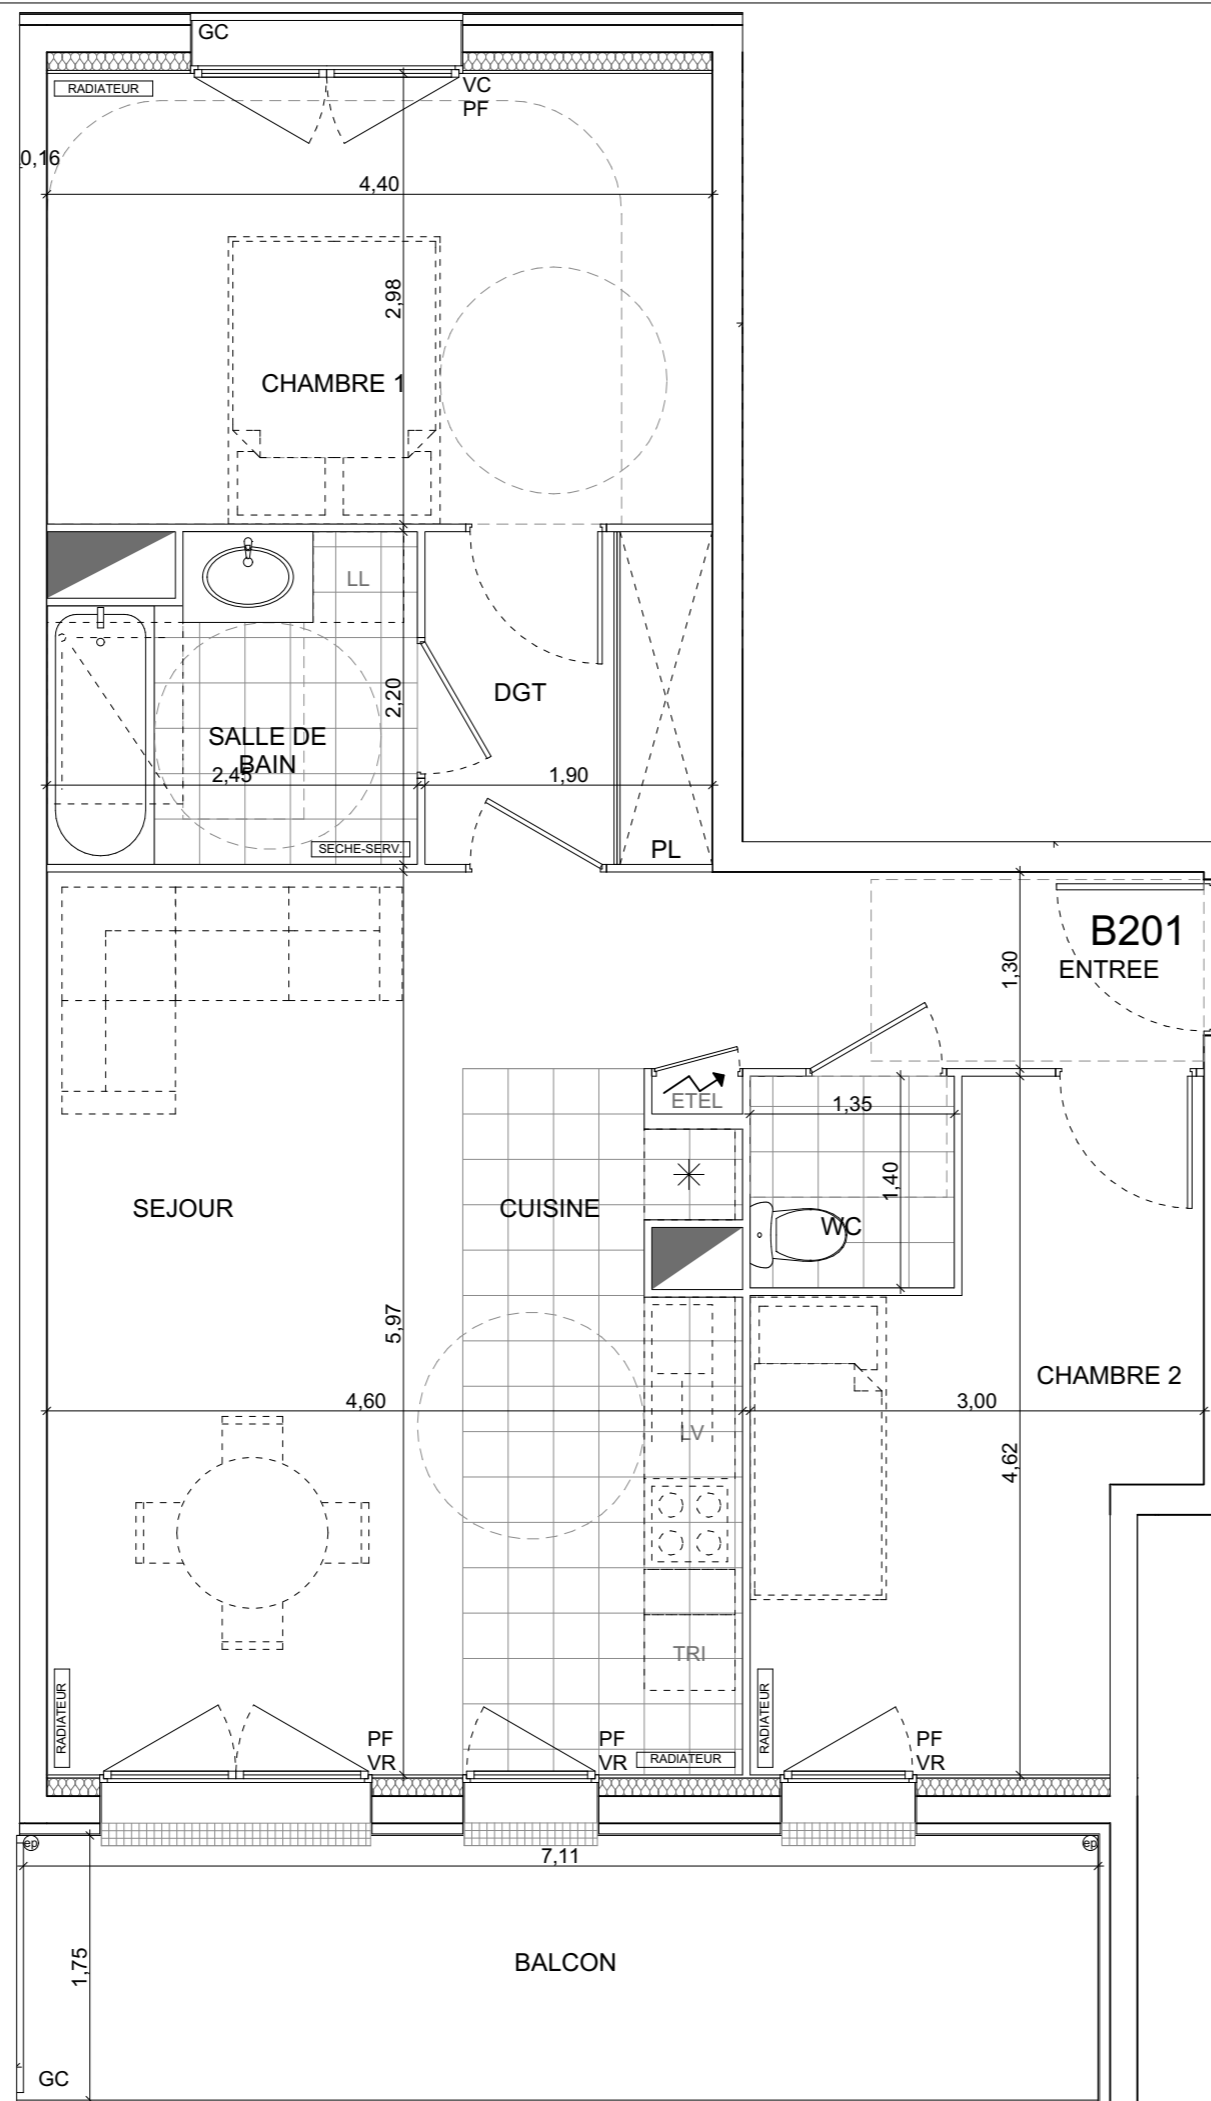 GC
RADIATEUR
VC
PF
0,16
4,40
2,98
CHAMBRE 1
LL
DGT
2,20
SALLE DE
BAIN
2,45
1,90
SECHE-SERV.
PL
B201
ENTREE
1,30
ETEL
1,35
1,40
SEJOUR
CUISINE
WC
5,97
CHAMBRE 2
4,60
3,00
LV
4,62
TRI
RADIATEUR
RADIATEUR
PF
VR
PF
VR
RADIATEUR
PF
VR
ep
ep
7,11
1,75
BALCON
GC